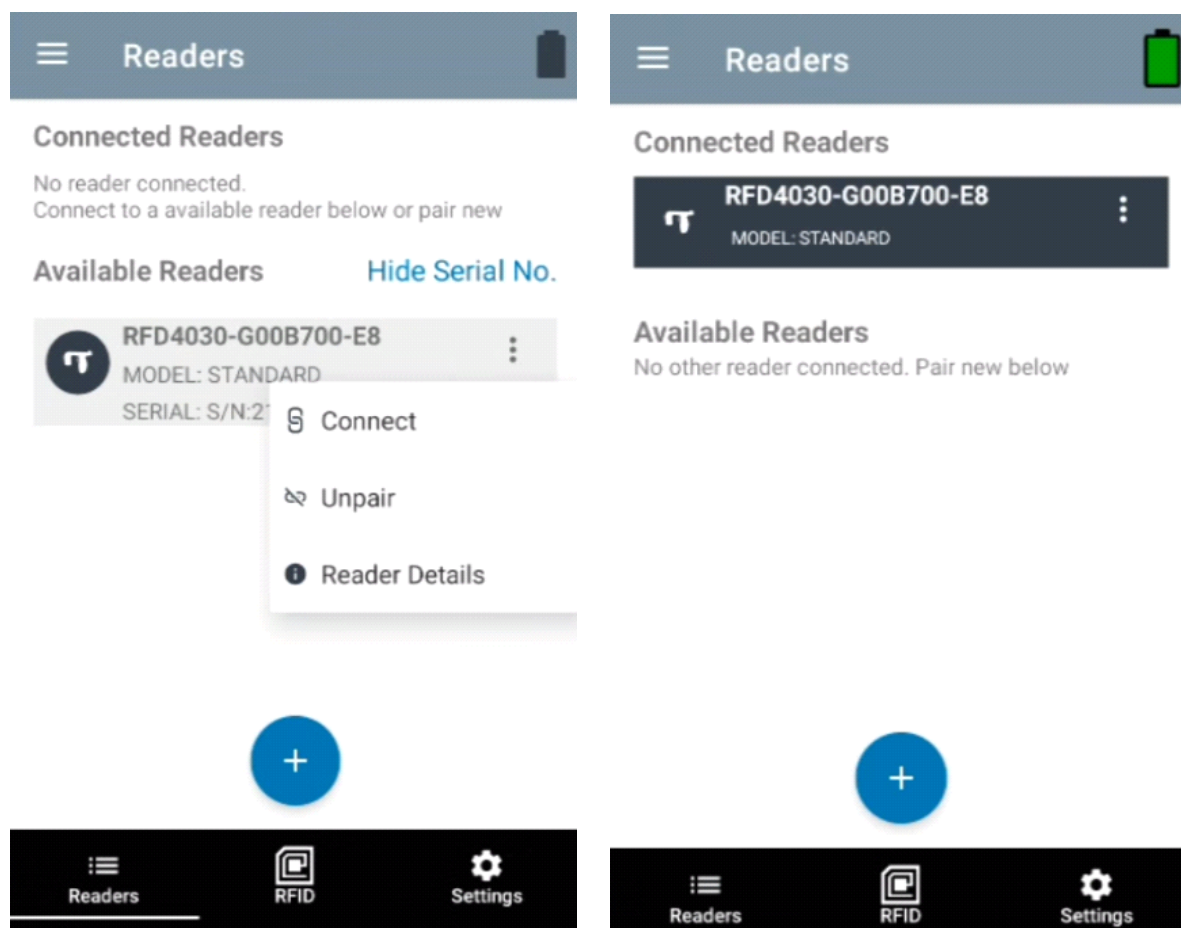 Readers
Connected Readers
No reader connected.
Connect to a available reader below or pair new
Available Readers
Hide Serial No.
RFD4030-G00B700-E8
MODEL: STANDARD
SERIAL: S/N:2
Connect
Unpair
Reader Details
+
Readers
RFID
Settings
Readers
Connected Readers
RFD4030-G00B700-E8
MODEL: STANDARD
Available Readers
No other reader connected. Pair new below
+
Readers
RFID
Settings